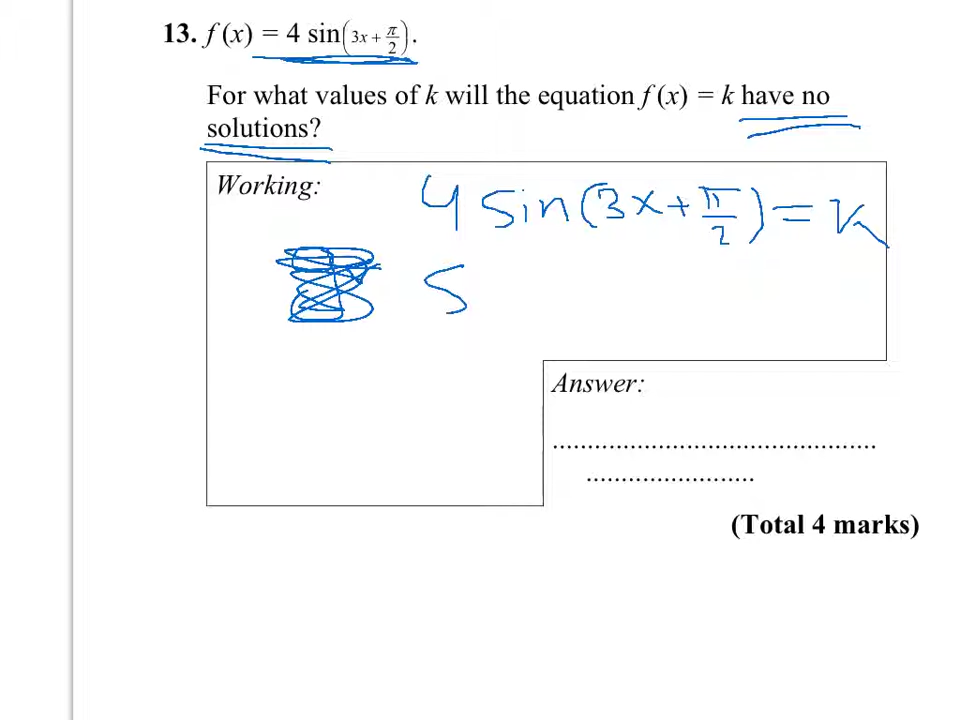 13. f (x) = 4 sin(3x + π/2).
For what values of k will the equation f (x) = k have no
solutions?
Working:
4 sin(3x + π/2) = k
S
Answer:
................................................
........................
(Total 4 marks)